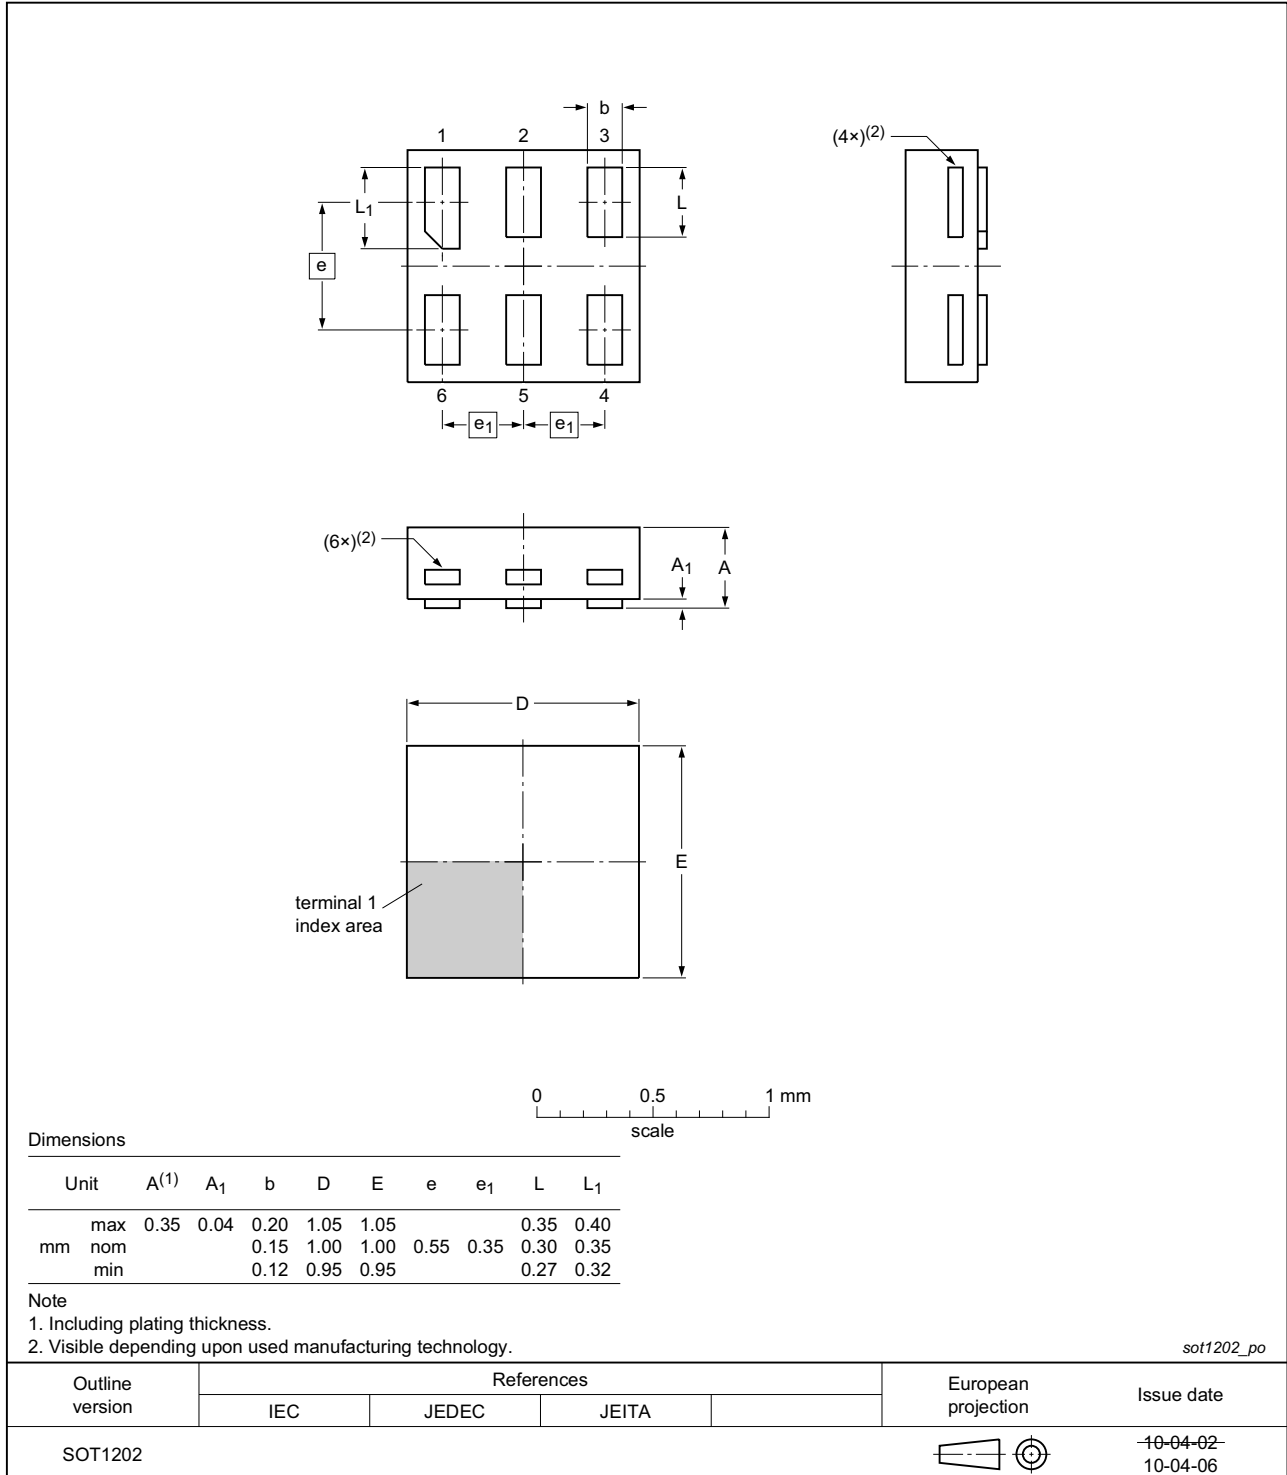 b
1 2 3
(4×)(2)
L1
L
e
6 5 4
e1 e1
(6×)(2)
A1 A
D
E
terminal 1
index area
0 0.5 1 mm
scale
Dimensions
Unit A(1) A1 b D E e e1 L L1
max 0.35 0.04 0.20 1.05 1.05 0.35 0.40
mm nom 0.15 1.00 1.00 0.55 0.35 0.30 0.35
min 0.12 0.95 0.95 0.27 0.32
Note
1. Including plating thickness.
2. Visible depending upon used manufacturing technology.
sot1202_po
Outline
version
References
IEC JEDEC JEITA
European
projection
Issue date
SOT1202
10-04-02
10-04-06